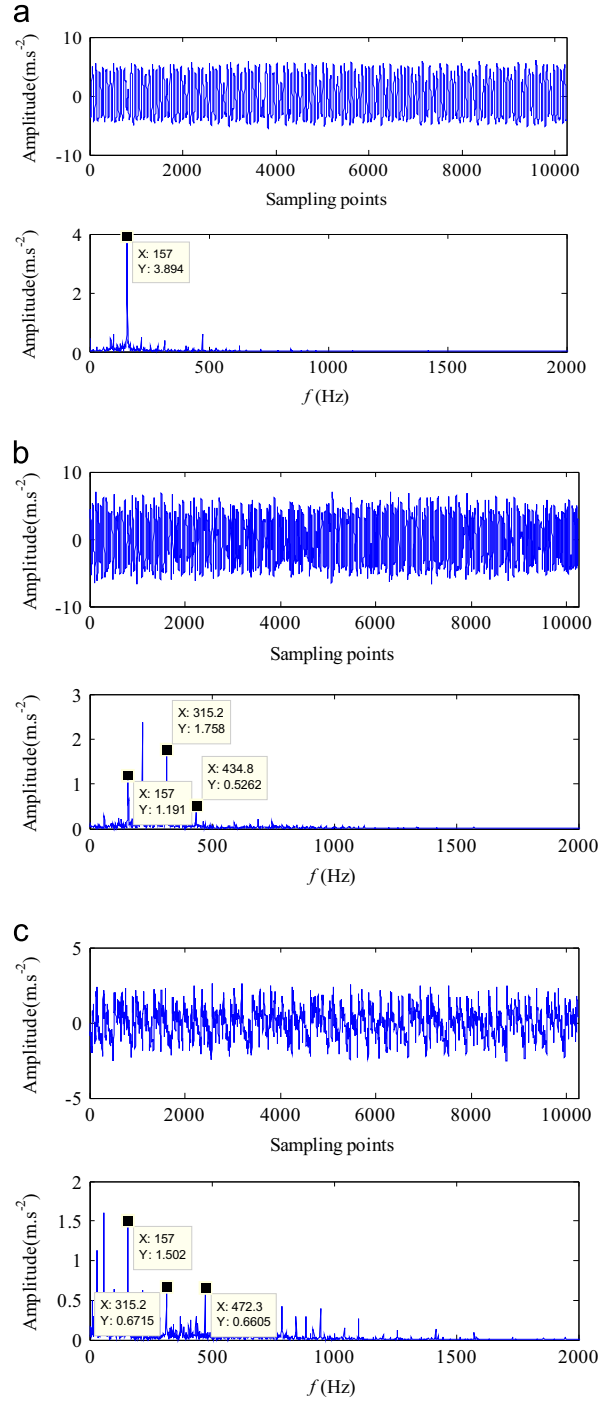 a
10
0
-10
Amplitude(m.s-2)
0 2000 4000 6000 8000 10000
Sampling points
4
2
0
Amplitude(m.s-2)
X: 157
Y: 3.894
0 500 1000 1500 2000
f (Hz)
b
10
0
-10
Amplitude(m.s-2)
0 2000 4000 6000 8000 10000
Sampling points
3
2
1
0
Amplitude(m.s-2)
X: 315.2
Y: 1.758
X: 434.8
Y: 0.5262
X: 157
Y: 1.191
0 500 1000 1500 2000
f (Hz)
c
5
0
-5
Amplitude(m.s-2)
0 2000 4000 6000 8000 10000
Sampling points
2
1.5
1
0.5
0
Amplitude(m.s-2)
X: 157
Y: 1.502
X: 315.2
Y: 0.6715
X: 472.3
Y: 0.6605
0 500 1000 1500 2000
f (Hz)